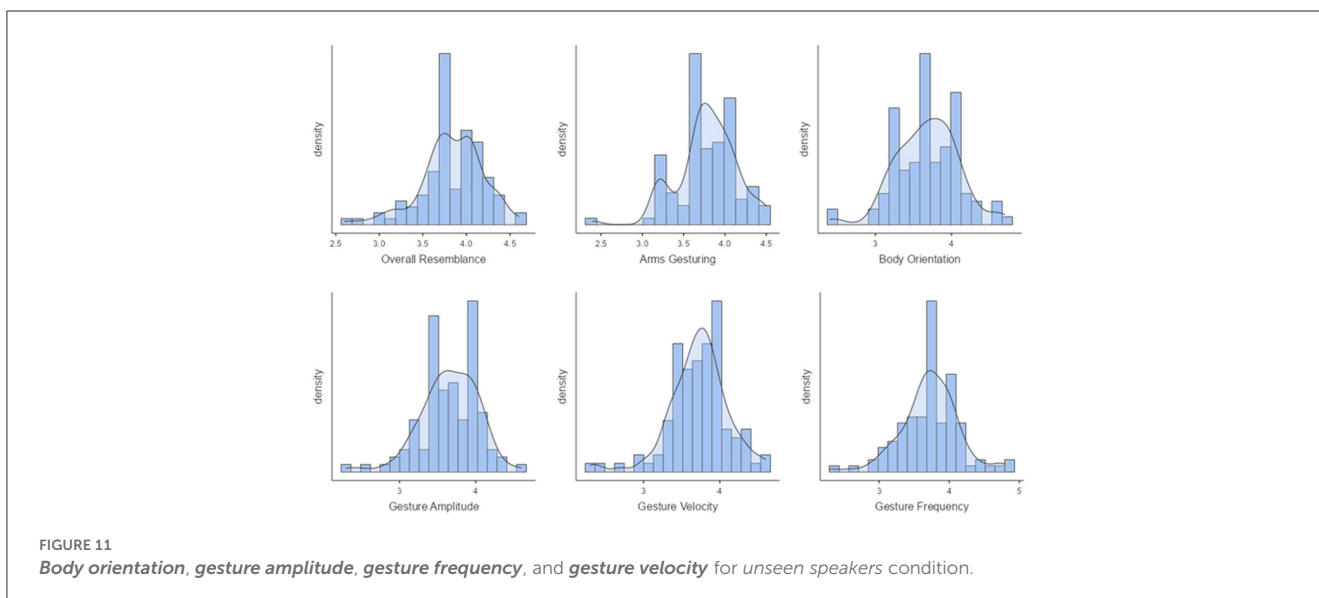 density
2.5 3.0 3.5 4.0 4.5
Overall Resemblance
density
2.5 3.0 3.5 4.0 4.5
Arms Gesturing
density
3 4
Body Orientation
density
3 4
Gesture Amplitude
density
3 4
Gesture Velocity
density
3 4 5
Gesture Frequency
FIGURE 11
Body orientation, gesture amplitude, gesture frequency, and gesture velocity for unseen speakers condition.